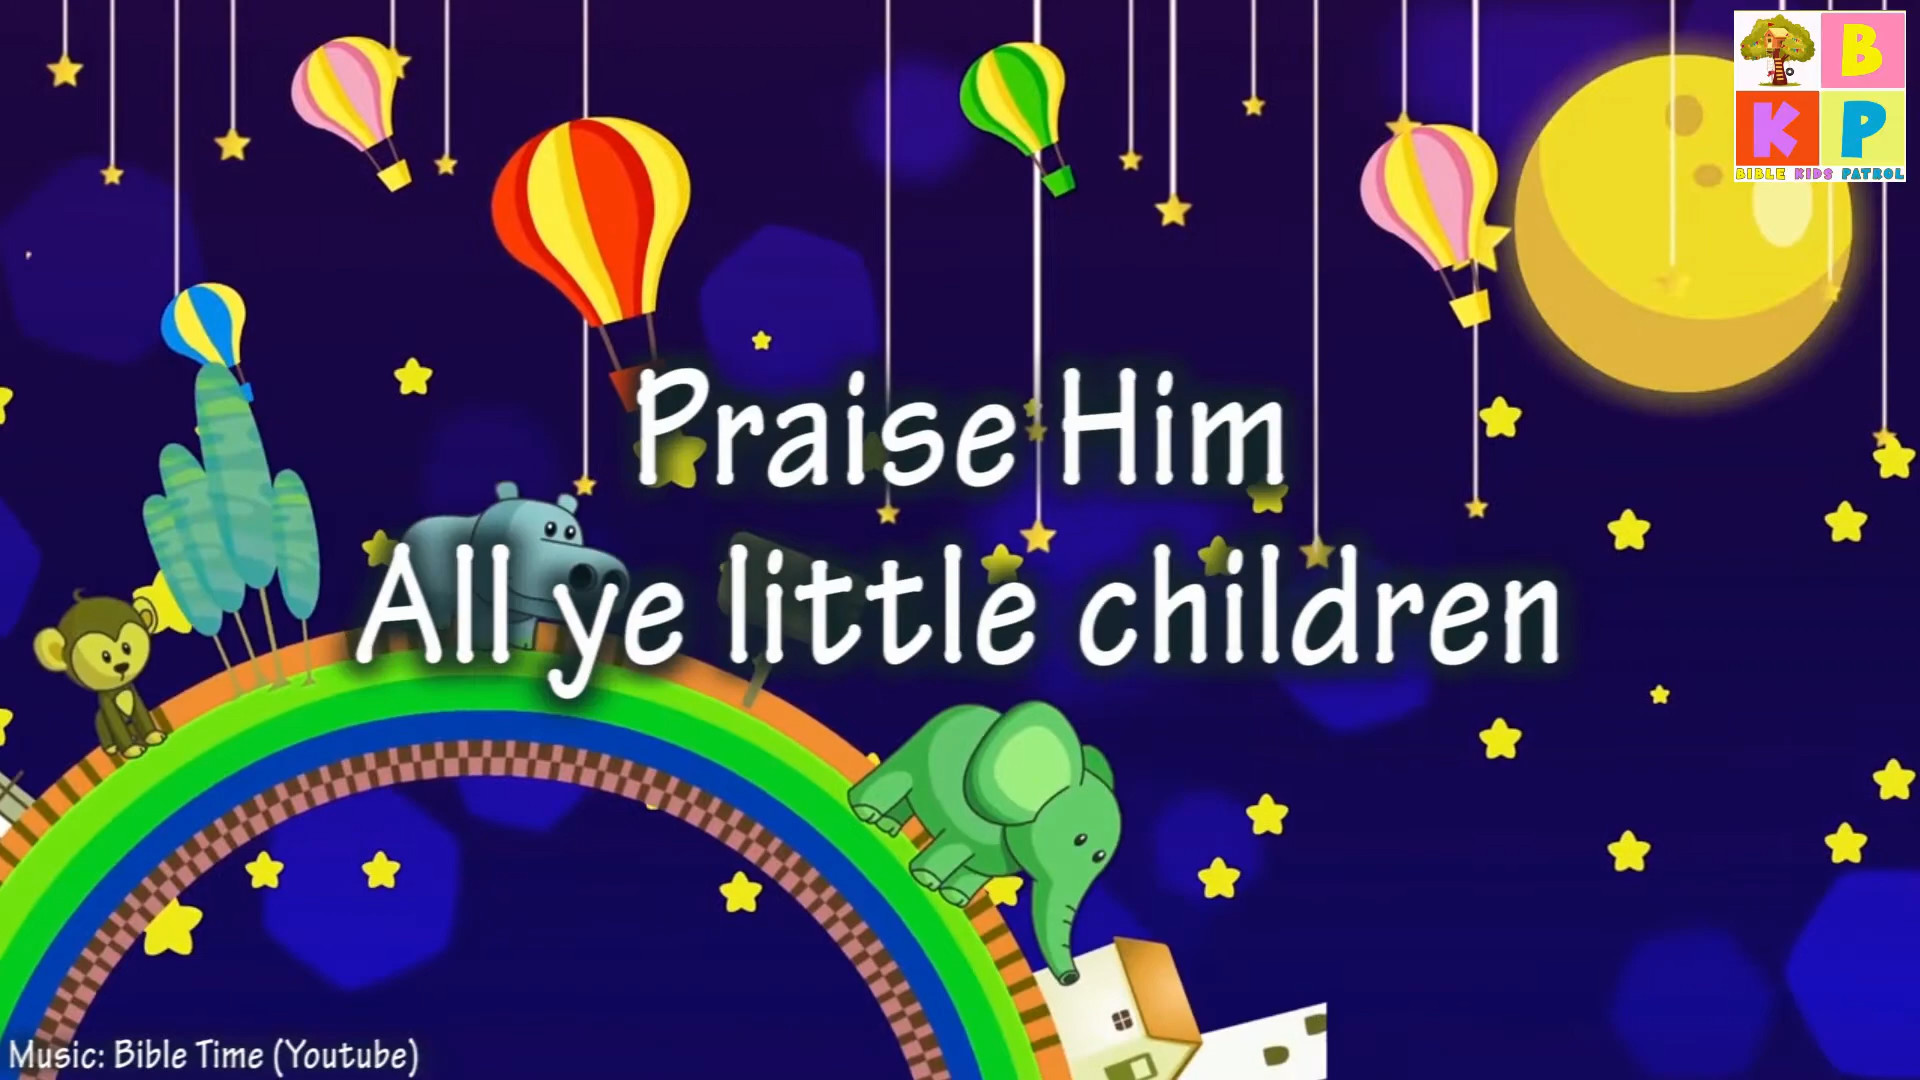 B
K P
BIBLE KIDS PATROL
Praise Him
All ye little children
Music: Bible Time (Youtube)